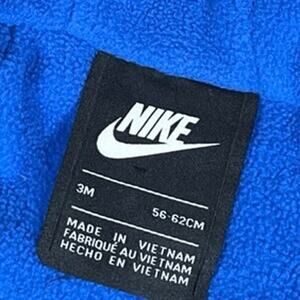 NIKE
3M
56-62CM
MADE IN VIETNAM
FABRIQUÉ AU VIETNAM
HECHO EN VIETNAM